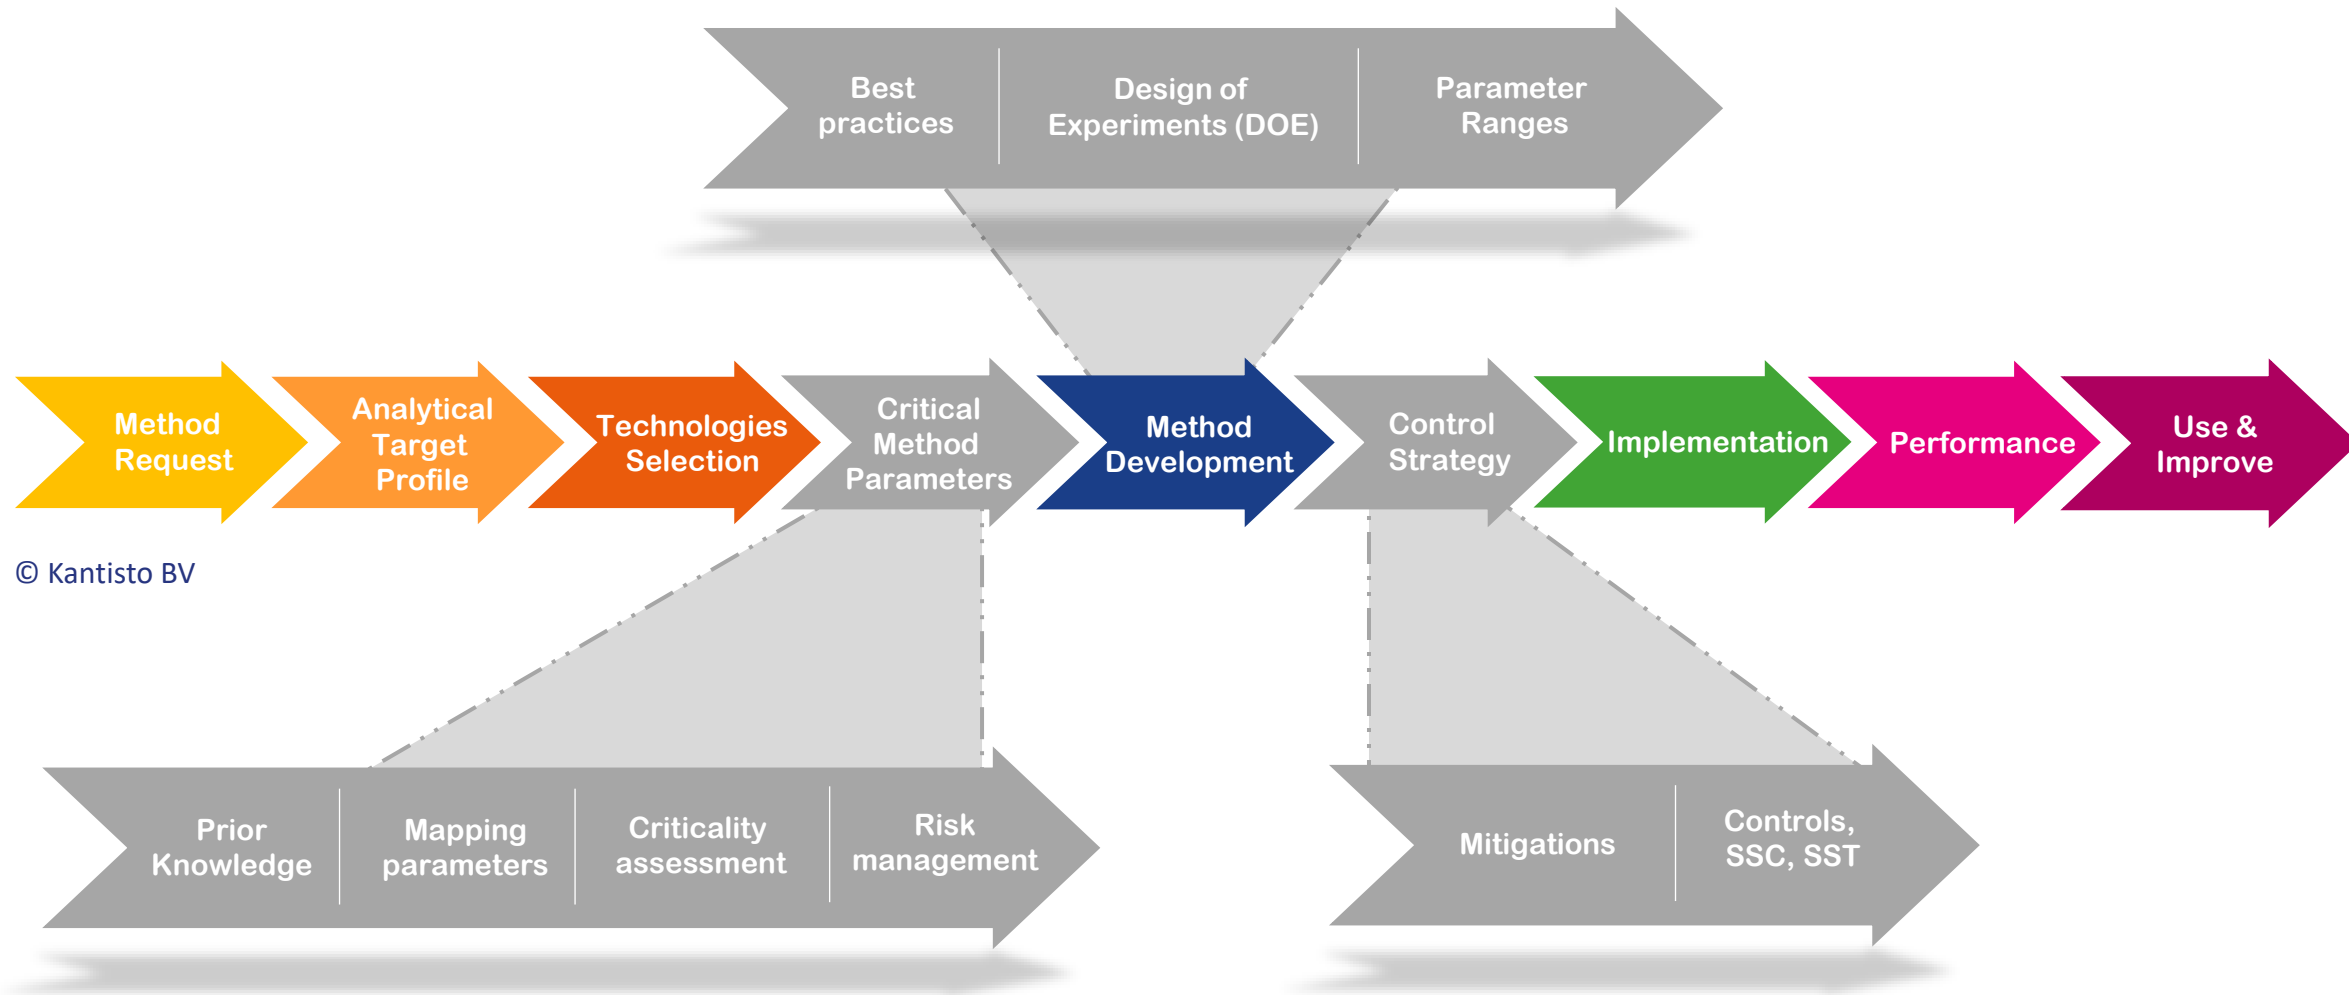 Best
practices
Design of
Experiments (DOE)
Parameter
Ranges
Method
Request
Analytical
Target
Profile
Technologies
Selection
Critical
Method
Parameters
Method
Development
Control
Strategy
Implementation
Performance
Use &
Improve
© Kantisto BV
Prior
Knowledge
Mapping
parameters
Criticality
assessment
Risk
management
Mitigations
Controls,
SSC, SST